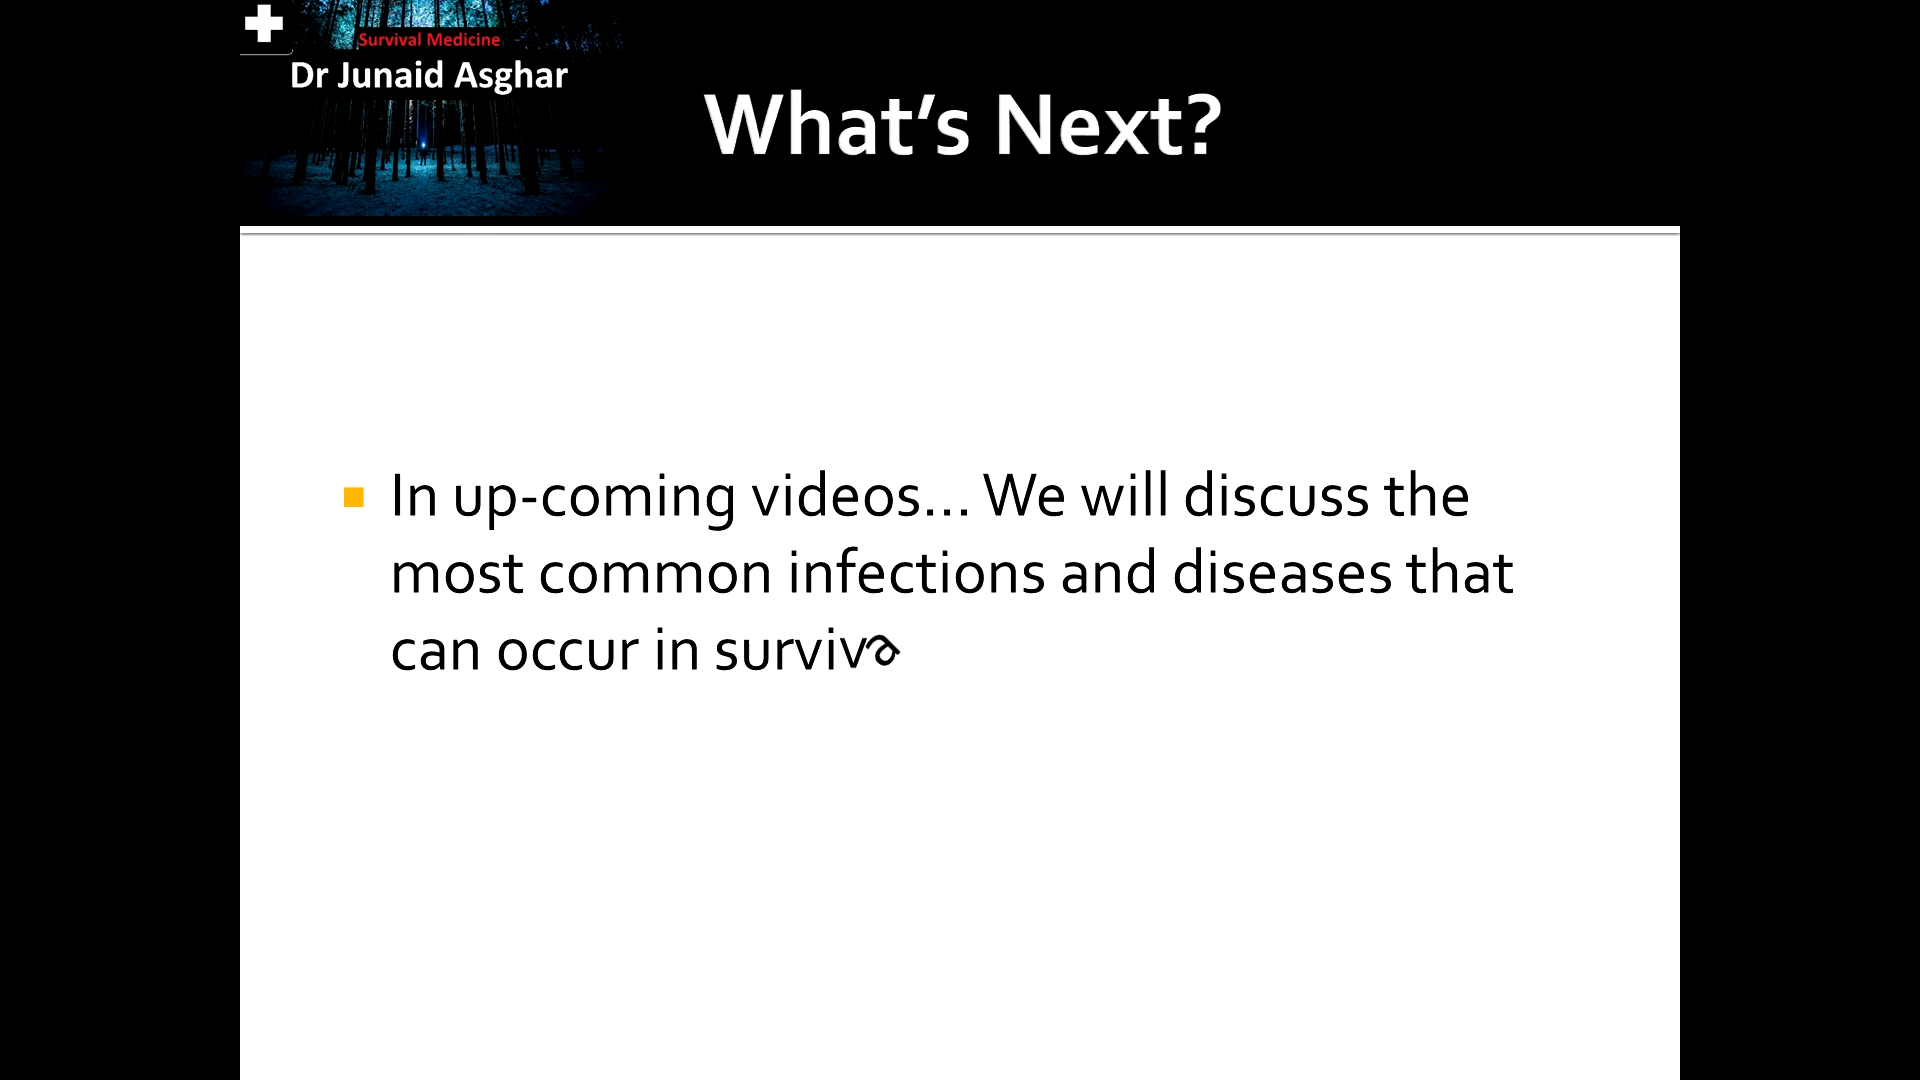 Survival Medicine
Dr Junaid Asghar
What's Next?
In up-coming videos... We will discuss the
most common infections and diseases that
can occur in surviva